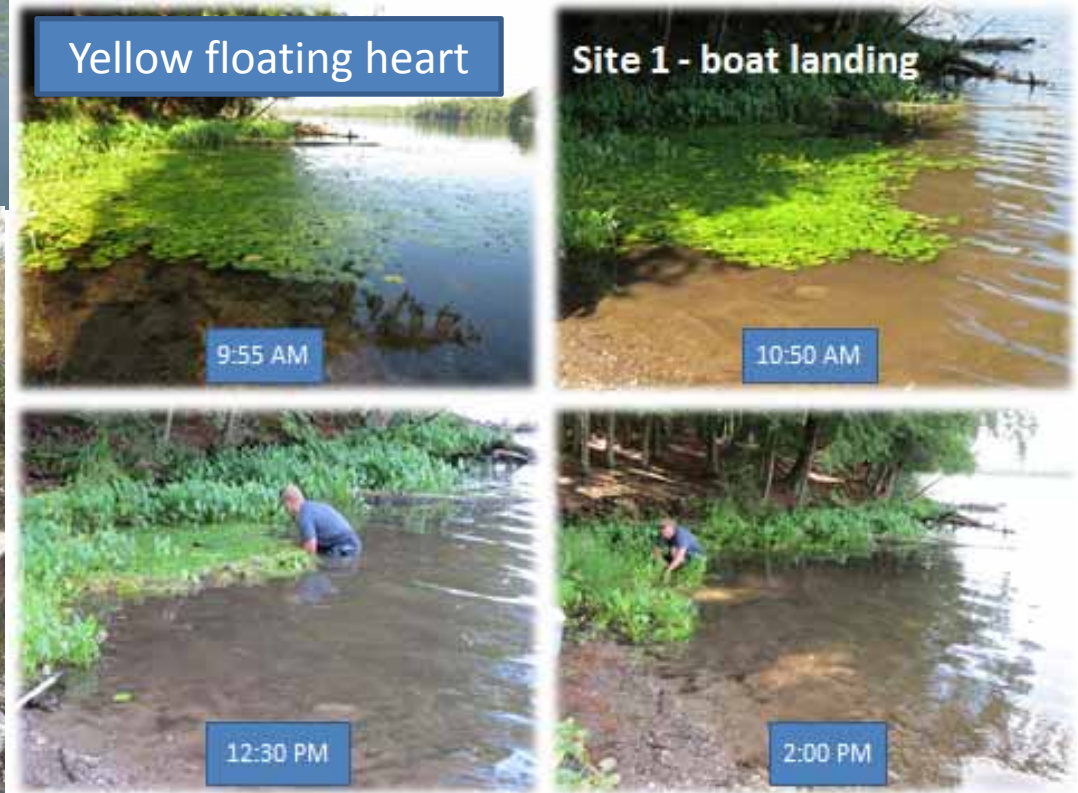 Yellow floating heart
Site 1 - boat landing
9:55 AM
10:50 AM
12:30 PM
2:00 PM